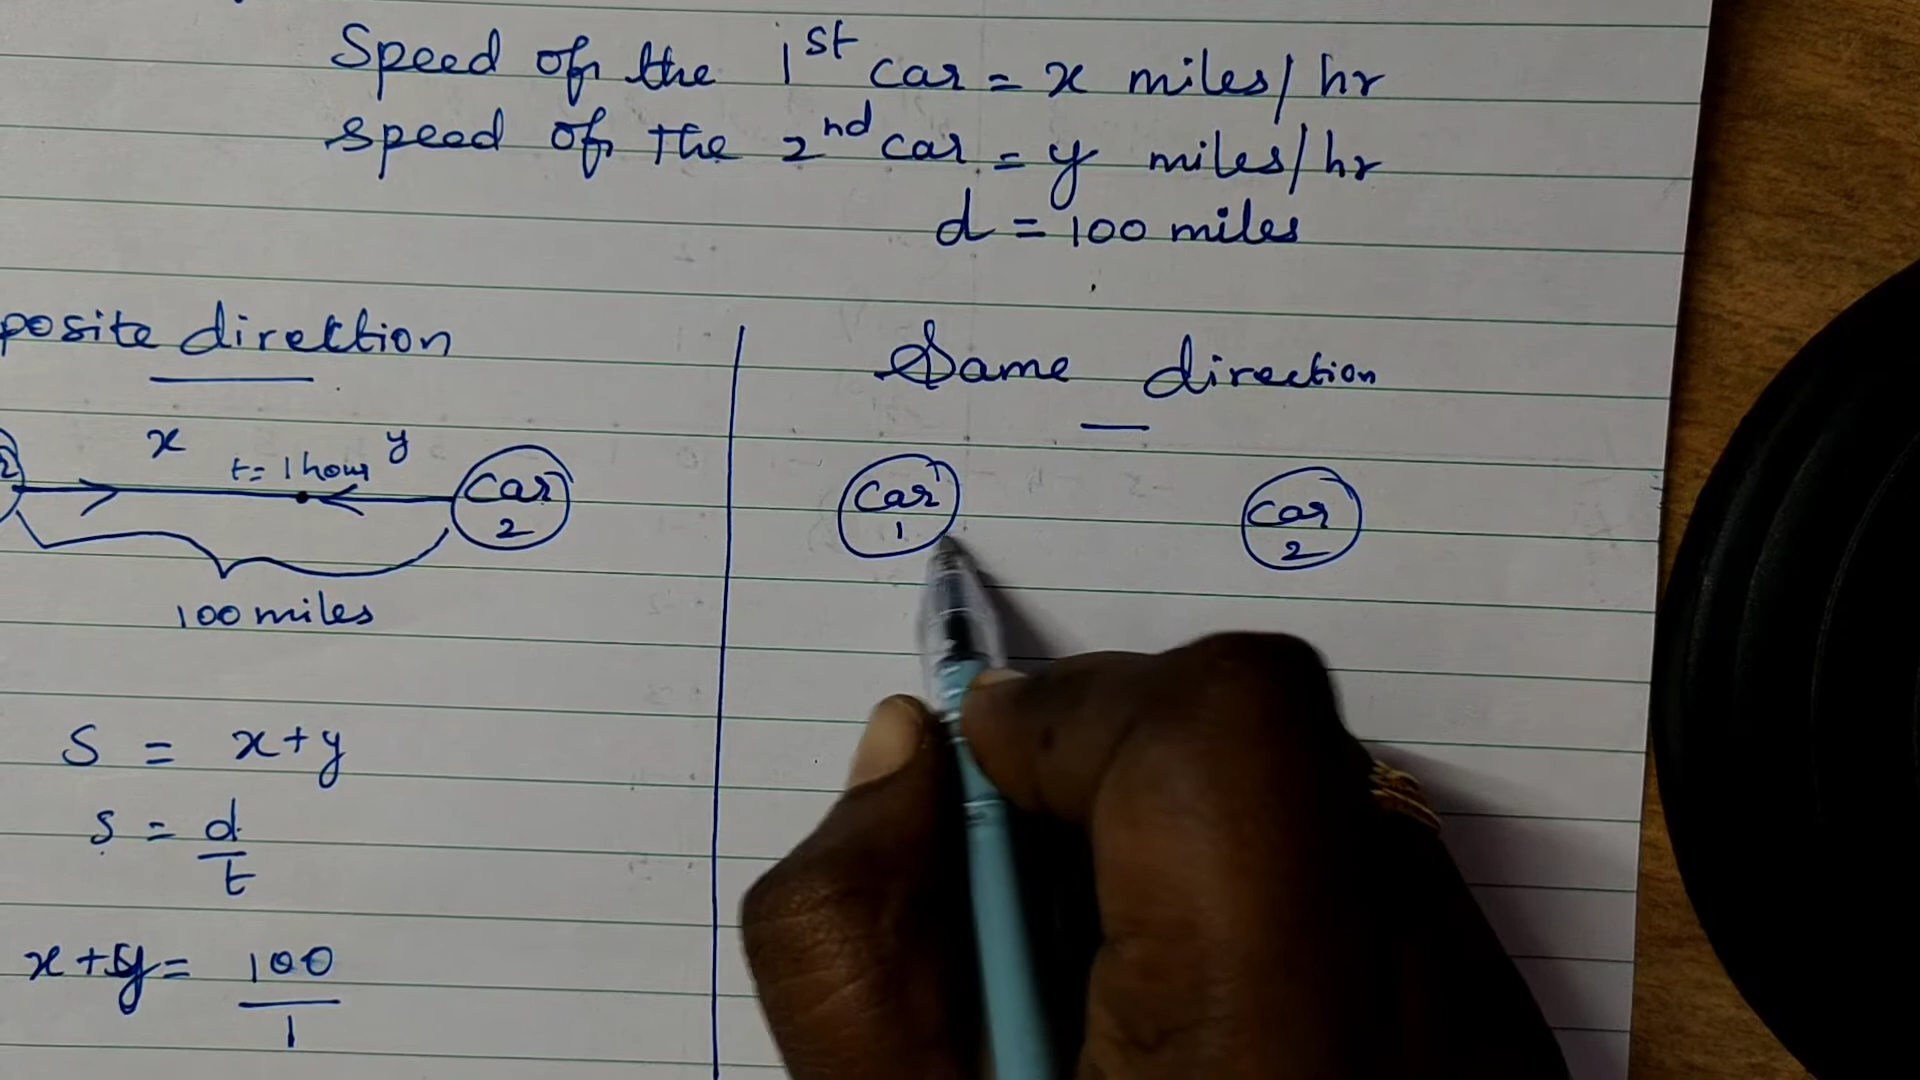 Speed of the 1st car = x miles/hr
speed of the 2nd car = y miles/hr
d = 100 miles
posite direction
x
t = 1 hour
y
car 2
100 miles
S = x+y
s = d/t
x+y = 100/1
Same direction
car 1
car 2